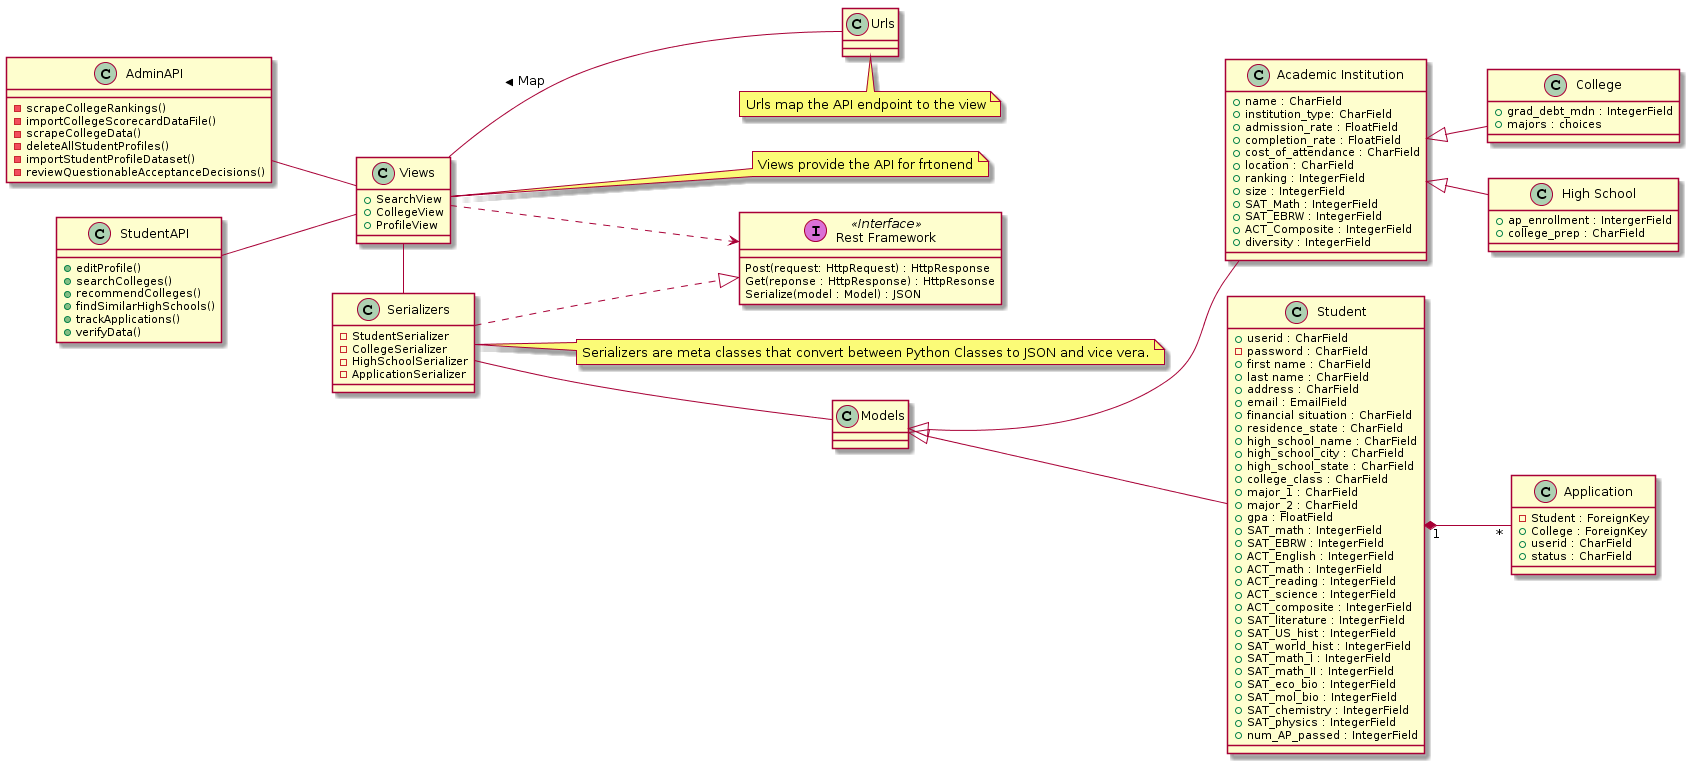 C Urls
Map
Urls map the API endpoint to the view
C AdminAPI
scrapeCollegeRankings()
importCollegeScorecardDataFile()
scrapeCollegeData()
deleteAllStudentProfiles()
importStudentProfileDataset()
reviewQuestionableAcceptanceDecisions()
C StudentAPI
editProfile()
searchColleges()
recommendColleges()
findSimilarHighSchools()
trackApplications()
verifyData()
C Views
SearchView
CollegeView
ProfileView
Views provide the API for frtonend
C Serializers
StudentSerializer
CollegeSerializer
HighSchoolSerializer
ApplicationSerializer
I «Interface»
Rest Framework
Post(request: HttpRequest) : HttpResponse
Get(reponse : HttpResponse) : HttpResonse
Serialize(model : Model) : JSON
Serializers are meta classes that convert between Python Classes to JSON and vice vera.
C Models
C Academic Institution
name : CharField
institution_type: CharField
admission_rate : FloatField
completion_rate : FloatField
cost_of_attendance : CharField
location : CharField
ranking : IntegerField
size : IntegerField
SAT_Math : IntegerField
SAT_EBRW : IntegerField
ACT_Composite : IntegerField
diversity : IntegerField
C College
grad_debt_mdn : IntegerField
majors : choices
C High School
ap_enrollment : IntergerField
college_prep : CharField
C Student
userid : CharField
password : CharField
first name : CharField
last name : CharField
address : CharField
email : EmailField
financial situation : CharField
residence_state : CharField
high_school_name : CharField
high_school_city : CharField
high_school_state : CharField
college_class : CharField
major_1 : CharField
major_2 : CharField
gpa : FloatField
SAT_math : IntegerField
SAT_EBRW : IntegerField
ACT_English : IntegerField
ACT_math : IntegerField
ACT_reading : IntegerField
ACT_science : IntegerField
ACT_composite : IntegerField
SAT_literature : IntegerField
SAT_US_hist : IntegerField
SAT_world_hist : IntegerField
SAT_math_I : IntegerField
SAT_math_II : IntegerField
SAT_eco_bio : IntegerField
SAT_mol_bio : IntegerField
SAT_chemistry : IntegerField
SAT_physics : IntegerField
num_AP_passed : IntegerField
1 *
C Application
Student : ForeignKey
College : ForeignKey
userid : CharField
status : CharField